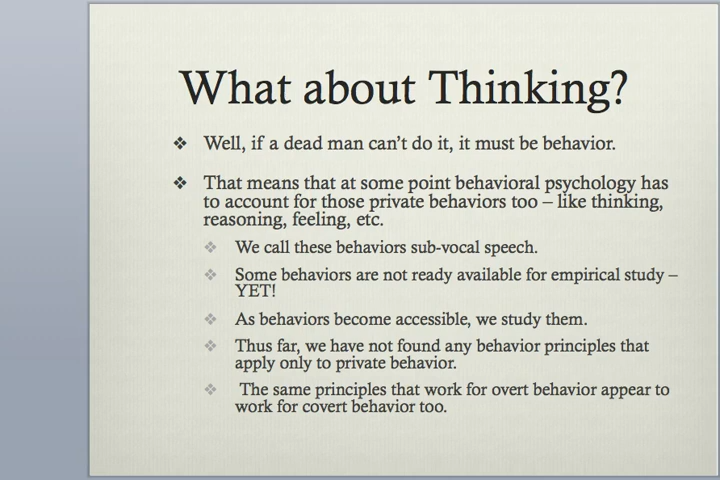 What about Thinking?
Well, if a dead man can't do it, it must be behavior.
That means that at some point behavioral psychology has
to account for those private behaviors too – like thinking,
reasoning, feeling, etc.
We call these behaviors sub-vocal speech.
Some behaviors are not ready available for empirical study –
YET!
As behaviors become accessible, we study them.
Thus far, we have not found any behavior principles that
apply only to private behavior.
The same principles that work for overt behavior appear to
work for covert behavior too.